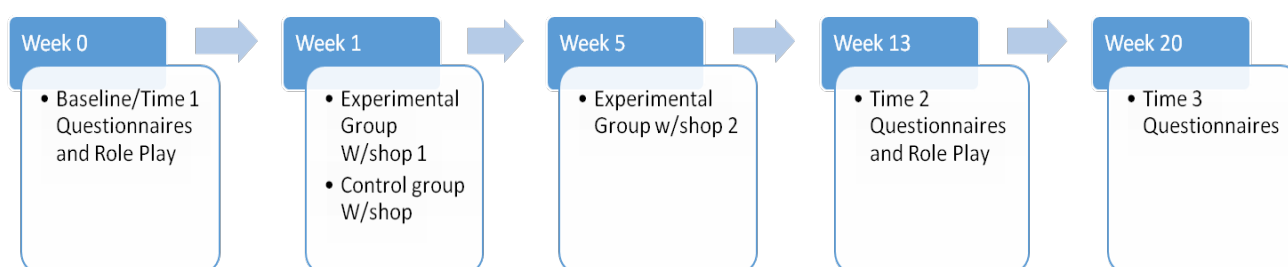 Week 0
• Baseline/Time 1
Questionnaires
and Role Play
Week 1
• Experimental
Group
W/shop 1
• Control group
W/shop
Week 5
• Experimental
Group w/shop 2
Week 13
• Time 2
Questionnaires
and Role Play
Week 20
• Time 3
Questionnaires